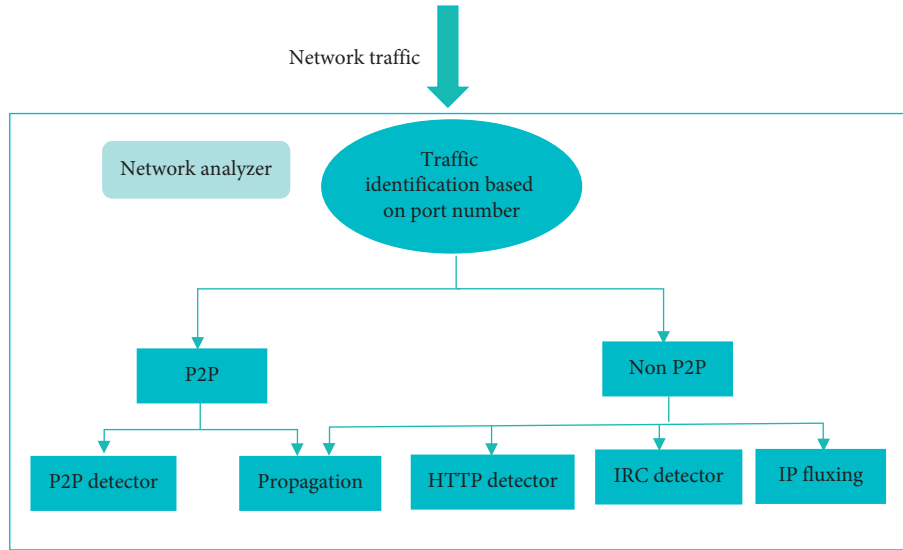 Network traffic
Network analyzer
Traffic
identification based
on port number
P2P
Non P2P
P2P detector
Propagation
HTTP detector
IRC detector
IP fluxing